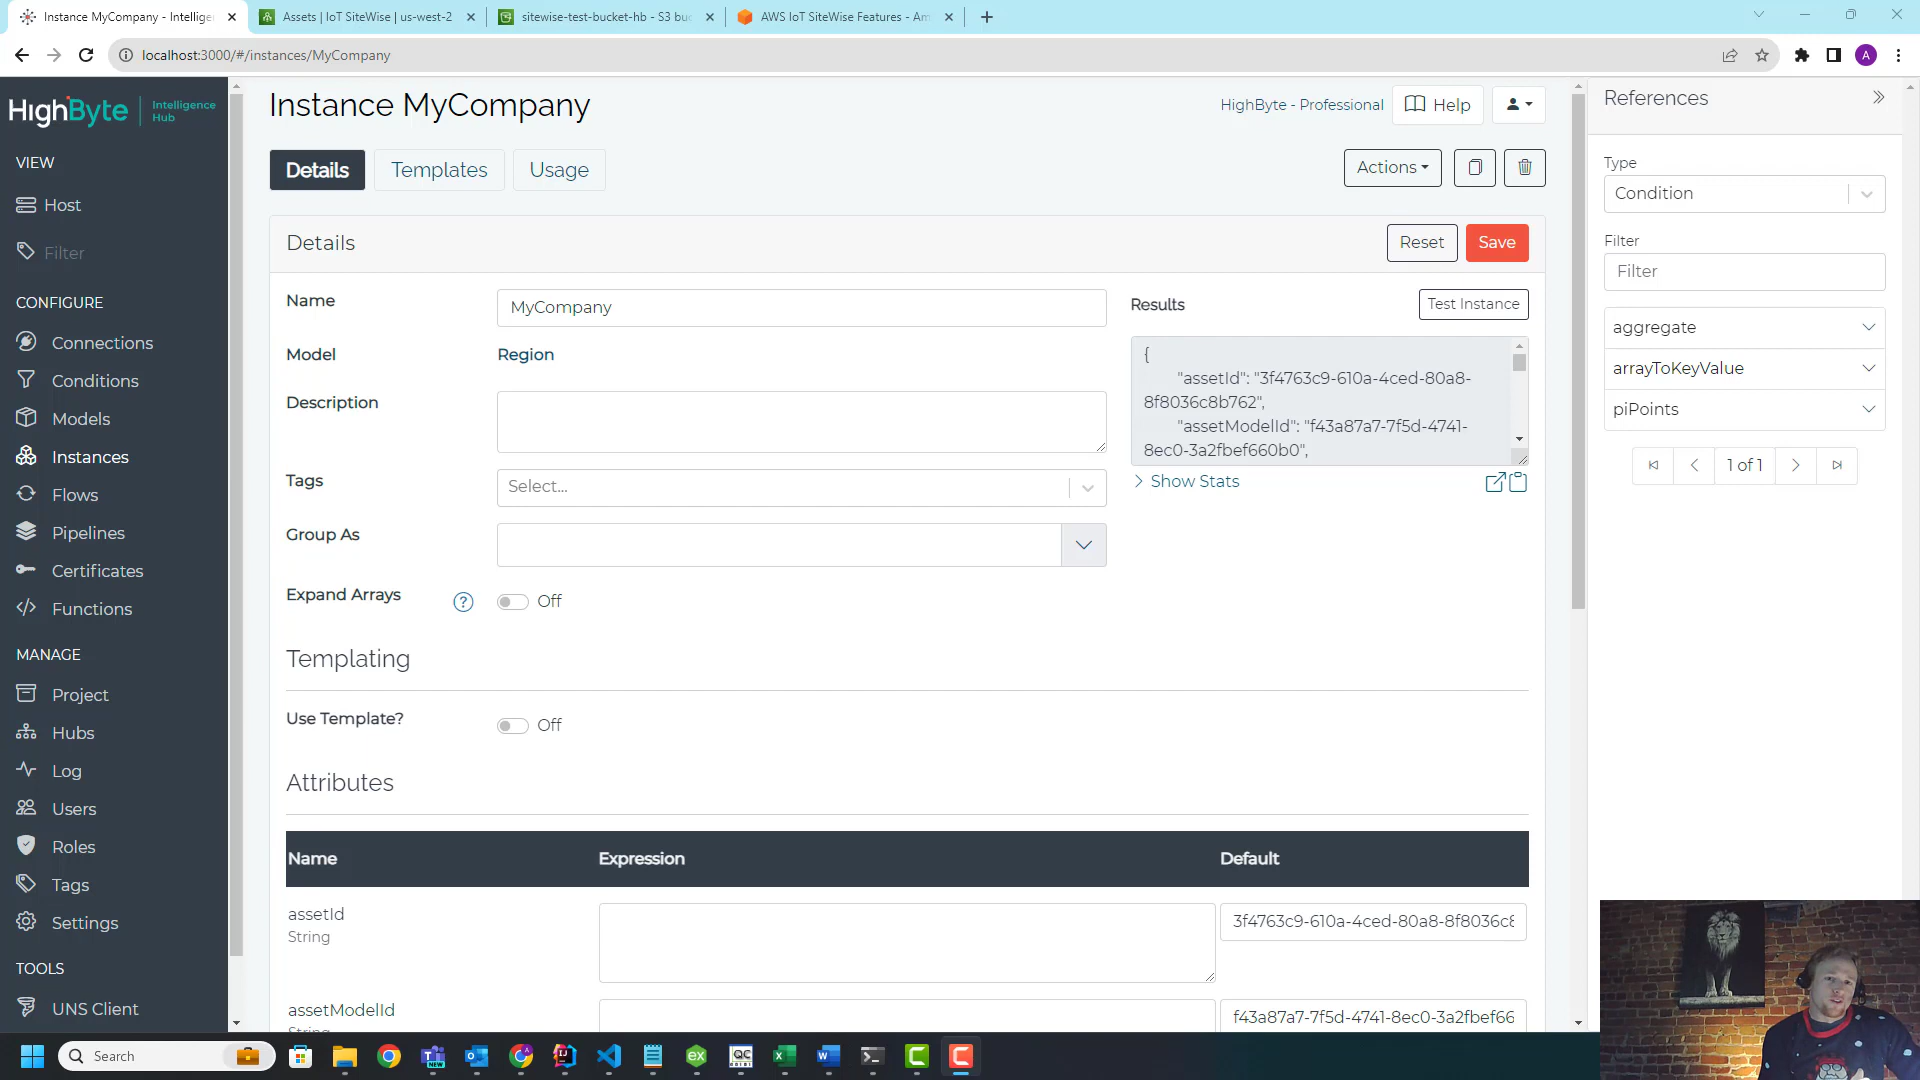 Instance MyCompany - Intellige
Assets | IoT SiteWise | us-west-2
sitewise-test-bucket-hb - S3 buc
AWS IoT SiteWise Features - Am
localhost:3000/#/instances/MyCompany
A
HighByte
Intelligence
Hub
VIEW
Host
Filter
CONFIGURE
Connections
Conditions
Models
Instances
Flows
Pipelines
Certificates
Functions
MANAGE
Project
Hubs
Log
Users
Roles
Tags
Settings
TOOLS
UNS Client
Instance MyCompany
HighByte - Professional
Help
Details
Templates
Usage
Actions
Details
Reset
Save
Name
MyCompany
Model
Region
Description
Tags
Select...
Group As
Expand Arrays
?
Off
Results
Test Instance
{
"assetId": "3f4763c9-610a-4ced-80a8-
8f8036c8b762",
"assetModelId": "f43a87a7-7f5d-4741-
8ec0-3a2fbef660b0",
Show Stats
Templating
Use Template?
Off
Attributes
Name
Expression
Default
assetId
String
3f4763c9-610a-4ced-80a8-8f8036c8
assetModelId
String
f43a87a7-7f5d-4741-8ec0-3a2fbef66
References
Type
Condition
Filter
Filter
aggregate
arrayToKeyValue
piPoints
1 of 1
Search
NEW
QC